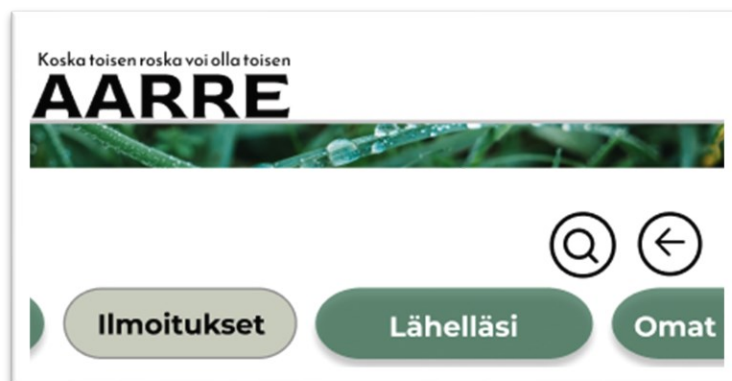 Koska toisen roska voi olla toisen
AARRE
Ilmoitukset Lähelläsi Omat